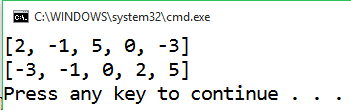 C:\WINDOWS\system32\cmd.exe
[2, -1, 5, 0, -3]
[-3, -1, 0, 2, 5]
Press any key to continue . . .